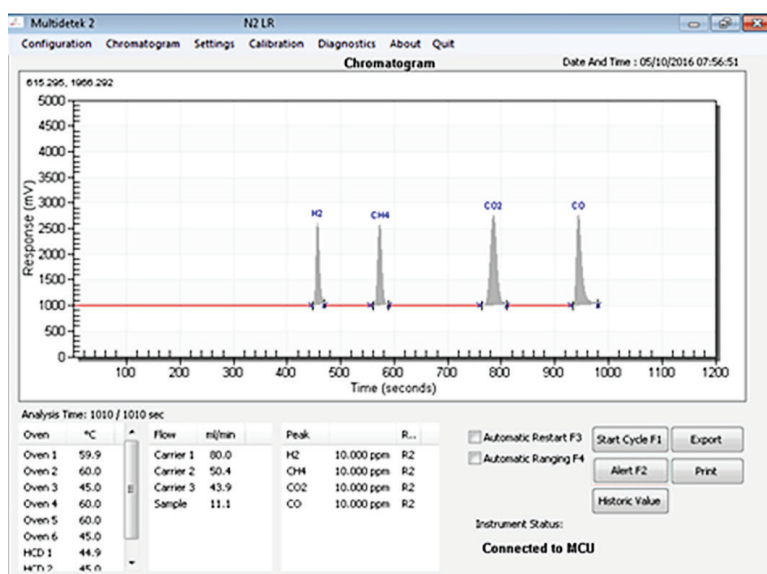 Multidetek 2 N2 LR
Configuration Chromatogram Settings Calibration Diagnostics About Quit
Chromatogram Date And Time : 05/10/2016 07:56:51
615.295, 1966.292
5000
4500
4000
3500
3000
2500
2000
1500
1000
500
0
Response (mV)
H2 CH4 CO2 CO
100 200 300 400 500 600 700 800 900 1000 1100 1200
Time (seconds)
Analysis Time: 1010 / 1010 sec
Oven °C
Oven 1 59.9
Oven 2 60.0
Oven 3 45.0
Oven 4 60.0
Oven 5 60.0
Oven 6 45.0
HCD 1 44.9
HCD 2 45.0
Flow ml/min
Carrier 1 80.0
Carrier 2 50.4
Carrier 3 43.9
Sample 11.1
Peak R...
H2 10.000 ppm R2
CH4 10.000 ppm R2
CO2 10.000 ppm R2
CO 10.000 ppm R2
Automatic Restart F3
Automatic Ranging F4
Start Cycle F1 Export
Alert F2 Print
Historic Value
Instrument Status:
Connected to MCU